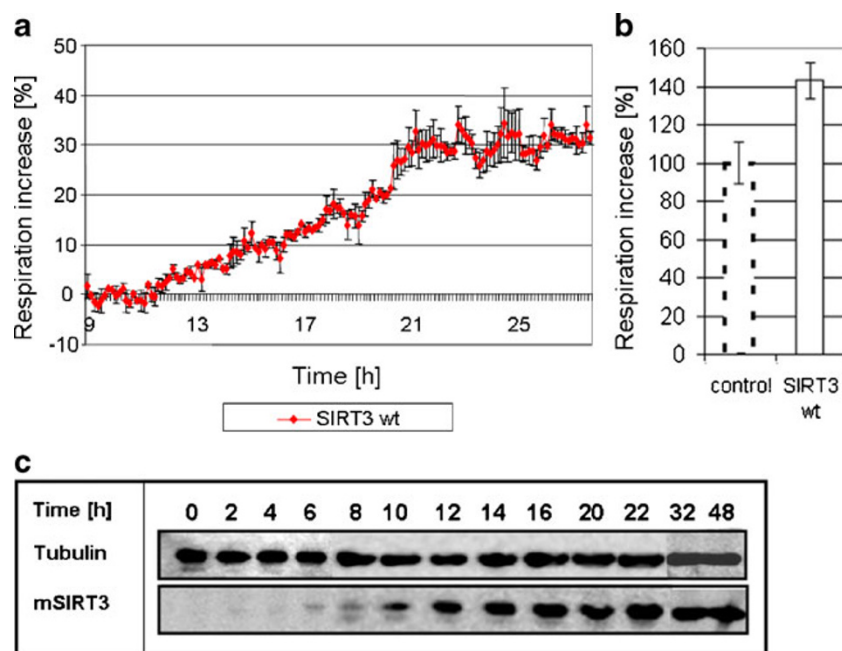 a
Respiration increase [%]
50
40
30
20
10
0
-10
9 13 17 21 25
Time [h]
SIRT3 wt
b
Respiration increase [%]
160
140
120
100
80
60
40
20
0
control SIRT3
wt
c
Time [h] 0 2 4 6 8 10 12 14 16 20 22 32 48
Tubulin
mSIRT3